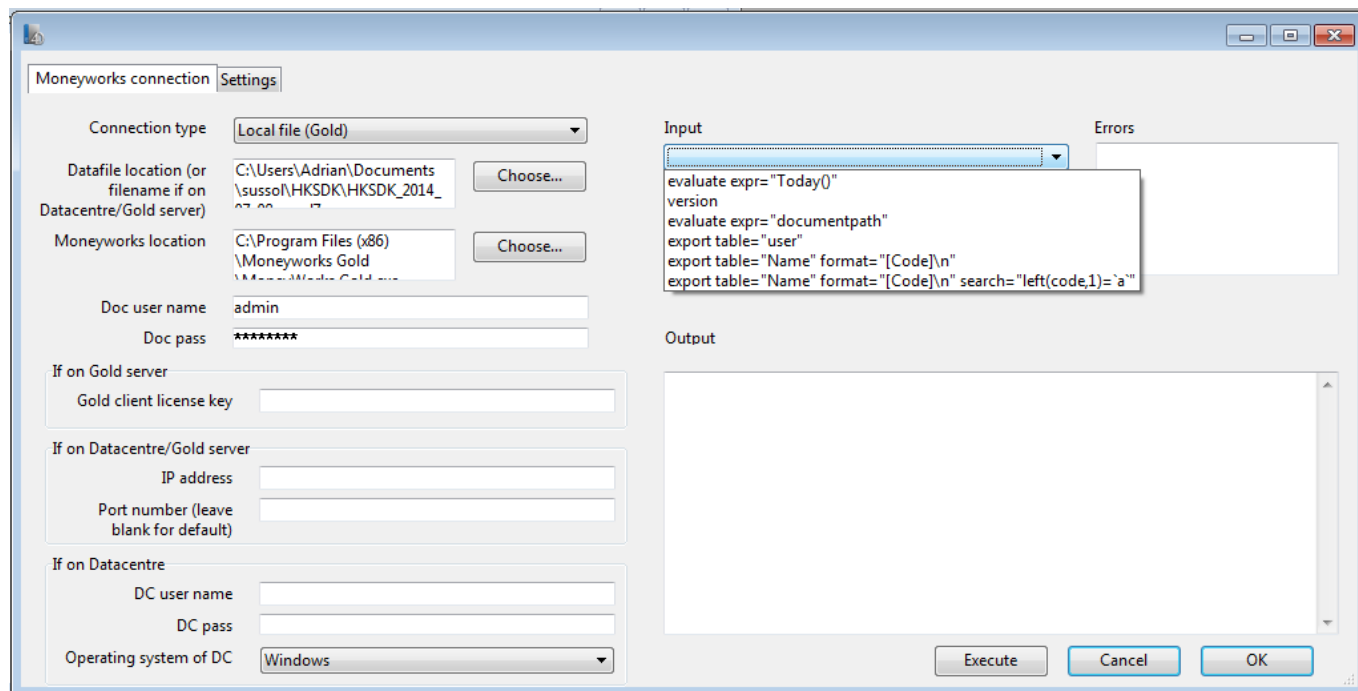 Moneyworks connection
Settings
Connection type
Local file (Gold)
Datafile location (or
filename if on
Datacentre/Gold server)
C:\Users\Adrian\Documents
\sussol\HKSDK\HKSDK_2014_
Choose...
Moneyworks location
C:\Program Files (x86)
\Moneyworks Gold
\MoneyWorks Gold.exe
Choose...
Doc user name
admin
Doc pass
********
If on Gold server
Gold client license key
If on Datacentre/Gold server
IP address
Port number (leave
blank for default)
If on Datacentre
DC user name
DC pass
Operating system of DC
Windows
Input
evaluate expr="Today()"
version
evaluate expr="documentpath"
export table="user"
export table="Name" format="[Code]\n"
export table="Name" format="[Code]\n" search="left(code,1)=`a`"
Errors
Output
Execute
Cancel
OK